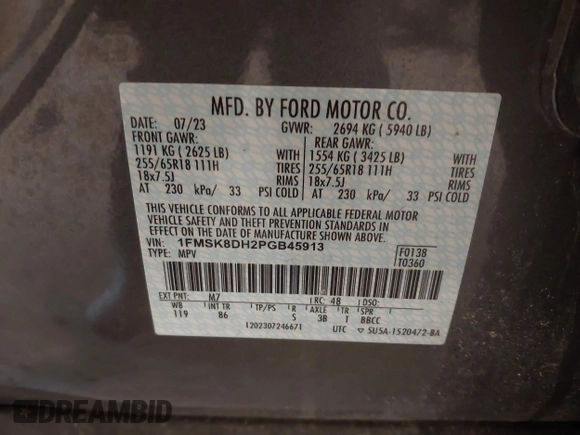 MFD. BY FORD MOTOR CO.
DATE: 07/23 GVWR: 2694 KG ( 5940 LB)
FRONT GAWR: REAR GAWR:
1191 KG ( 2625 LB) WITH 1554 KG ( 3425 LB)
255/65R18 111H TIRES 255/65R18 111H
18x7.5J RIMS 18x7.5J
AT 230 kPa/ 33 PSI COLD AT 230 kPa/ 33 PSI COLD
THIS VEHICLE CONFORMS TO ALL APPLICABLE FEDERAL MOTOR
VEHICLE SAFETY AND THEFT PREVENTION STANDARDS IN
EFFECT ON THE DATE OF MANUFACTURE SHOWN ABOVE.
VIN: 1FMSK8DH2PGB45913
TYPE: MPV
F0138
T0360
EXT PNT: M7 RC: 48 DSO:
WB INT TR TP/PS R AXLE TR SPR
119 B6 5 3B T BBCC
1202307246671 UTC SU5A-1520472-BA
DREAMBID